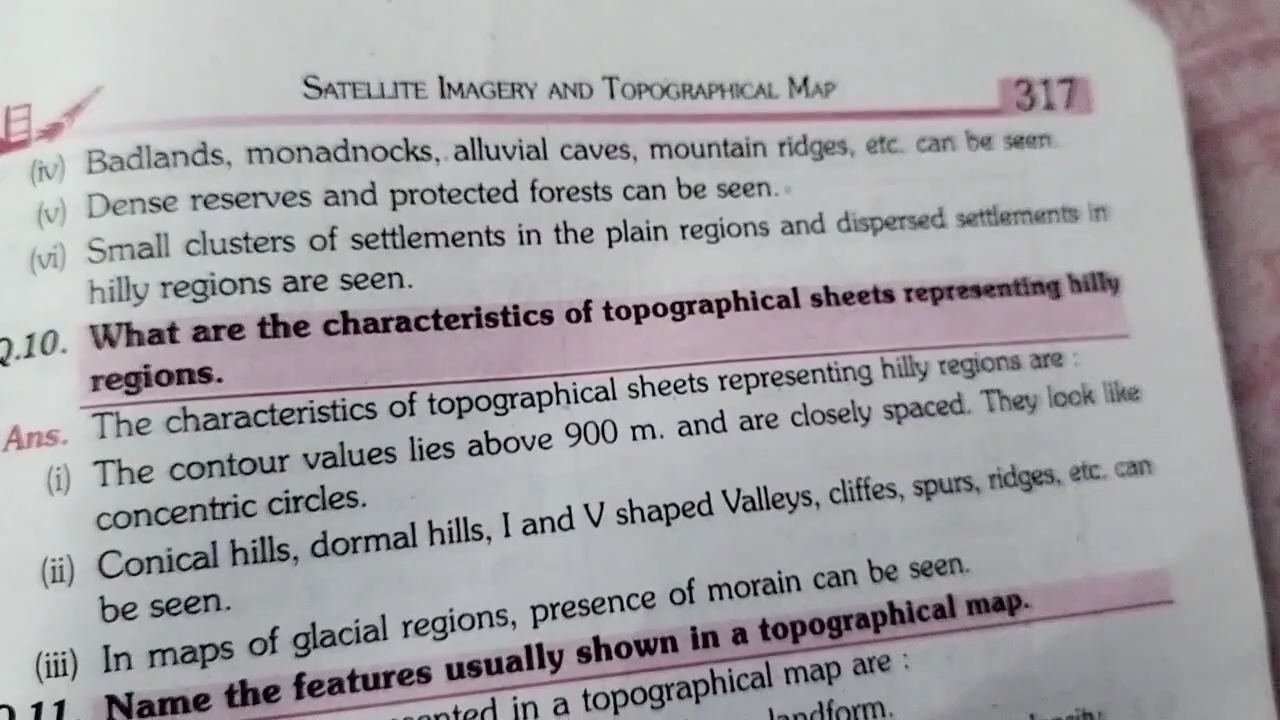 SATELLITE IMAGERY AND TOPOGRAPHICAL MAP 317
(iv) Badlands, monadnocks, alluvial caves, mountain ridges, etc. can be seen.
(v) Dense reserves and protected forests can be seen.
(vi) Small clusters of settlements in the plain regions and dispersed settlements in
hilly regions are seen.
Q.10. What are the characteristics of topographical sheets representing hilly
regions.
Ans. The characteristics of topographical sheets representing hilly regions are :
(i) The contour values lies above 900 m. and are closely spaced. They look like
concentric circles.
(ii) Conical hills, dormal hills, I and V shaped Valleys, cliffes, spurs, ridges, etc. can
be seen.
(iii) In maps of glacial regions, presence of morain can be seen.
11. Name the features usually shown in a topographical map.
in a topographical map are :
landform.